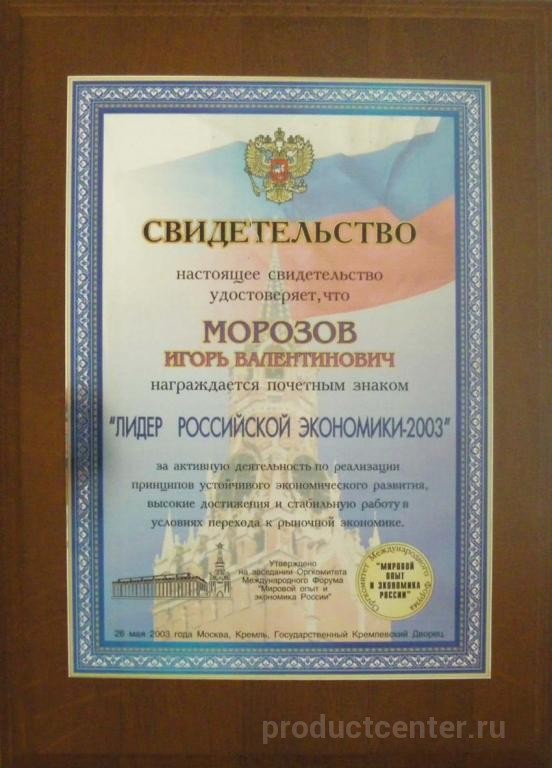 СВИДЕТЕЛЬСТВО
настоящее свидетельство
удостоверяет, что
МОРОЗОВ
ИГОРЬ ВАЛЕНТИНОВИЧ
награждается почетным знаком
"ЛИДЕР РОССИЙСКОЙ ЭКОНОМИКИ-2003"
за активную деятельность по реализации
принципов устойчивого экономического развития,
высокие достижения и стабильную работу в
условиях перехода к рыночной экономике.
Утверждено
на заседании Оргкомитета
Международного Форума
"Мировой опыт и
экономика России"
Оргкомитет Международного Форума
"МИРОВОЙ
ОПЫТ
И ЭКОНОМИКА
РОССИИ"
26 мая 2003 года Москва, Кремль, Государственный Кремлевский Дворец
productcenter.ru